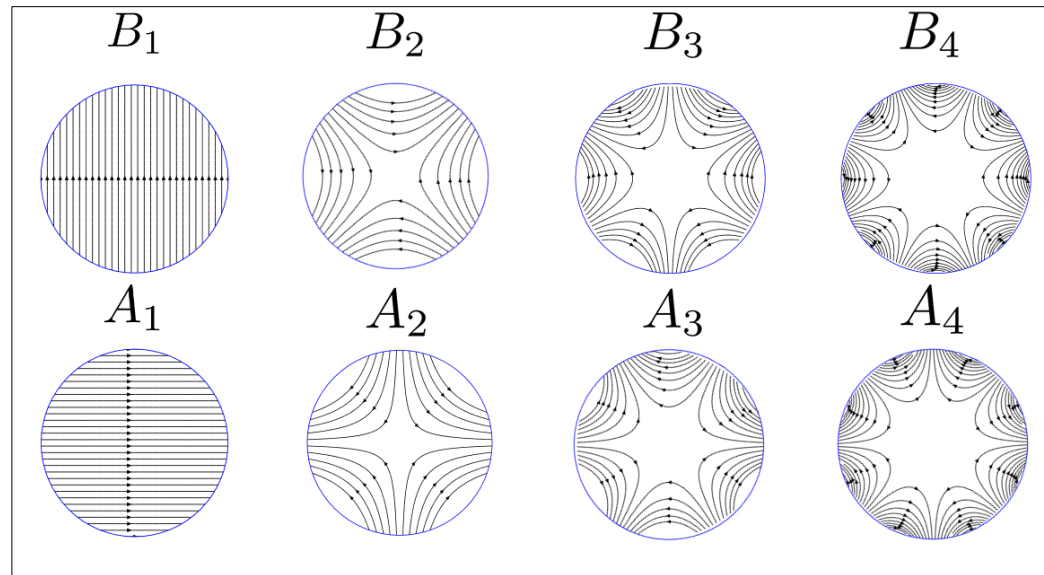 B₁ B₂ B₃ B₄
A₁ A₂ A₃ A₄